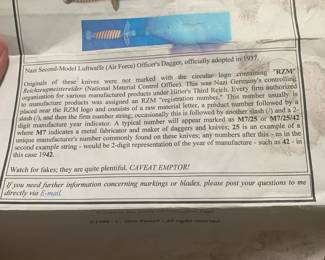 Nazi Second-Model Luftwaffe (Air Force) Officer's Dagger, officially adopted in 1937.
Originals of these knives were not marked with the circular logo containing "RZM"
Reichszeugmeisterei (National Material Control Office). This was Nazi Germany's controlling
organization for various manufactured products under Hitler's Third Reich. Every firm authorized
to manufacture products was assigned an RZM "registration number." This number usually is
placed near the RZM logo and consists of a raw material letter, a product number followed by a
slash (/), and then the firm number string; occasionally this is followed by another slash (/) and a 2-
digit manufacture year indicator. A typical number will appear marked as M7/25 or M7/25/42
where M7 indicates a metal fabricator and maker of daggers and knives; 25 is an example of a
unique manufacturer's number commonly found on these knives; any numbers after this - as in the
second example string - would be 2-digit representation of the year of manufacture - such as 42 - in
this case 1942.
Watch for fakes; they are quite plentiful. CAVEAT EMPTOR!
If you need further information concerning markings or blades, please post your questions to me
directly via E-mail.
All rights reserved